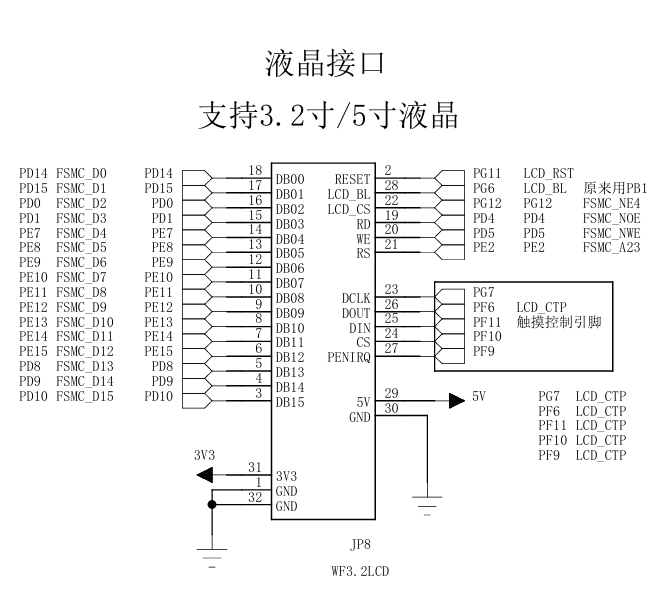 液晶接口
支持3.2寸/5寸液晶
PD14 FSMC_D0 PD14 18 DB00 RESET 2 PG11 LCD_RST
PD15 FSMC_D1 PD15 17 DB01 LCD_BL 28 PG6 LCD_BL 原来用PB1
PD0 FSMC_D2 PD0 16 DB02 LCD_CS 22 PG12 PG12 FSMC_NE4
PD1 FSMC_D3 PD1 15 DB03 RD 19 PD4 PD4 FSMC_NOE
PE7 FSMC_D4 PE7 14 DB04 WE 20 PD5 PD5 FSMC_NWE
PE8 FSMC_D5 PE8 13 DB05 RS 21 PE2 PE2 FSMC_A23
PE9 FSMC_D6 PE9 12 DB06
PE10 FSMC_D7 PE10 11 DB07
PE11 FSMC_D8 PE11 10 DB08 DCLK 23 PG7
PE12 FSMC_D9 PE12 9 DB09 DOUT 26 PF6 LCD_CTP
PE13 FSMC_D10 PE13 8 DB10 DIN 25 PF11 触摸控制引脚
PE14 FSMC_D11 PE14 7 DB11 CS 24 PF10
PE15 FSMC_D12 PE15 6 DB12 PENIRQ 27 PF9
PD8 FSMC_D13 PD8 5 DB13
PD9 FSMC_D14 PD9 4 DB14
PD10 FSMC_D15 PD10 3 DB15 5V 29 5V PG7 LCD_CTP
GND 30 PF6 LCD_CTP
PF11 LCD_CTP
PF10 LCD_CTP
3V3 PF9 LCD_CTP
31 3V3
1 GND
32 GND
JP8
WF3.2LCD